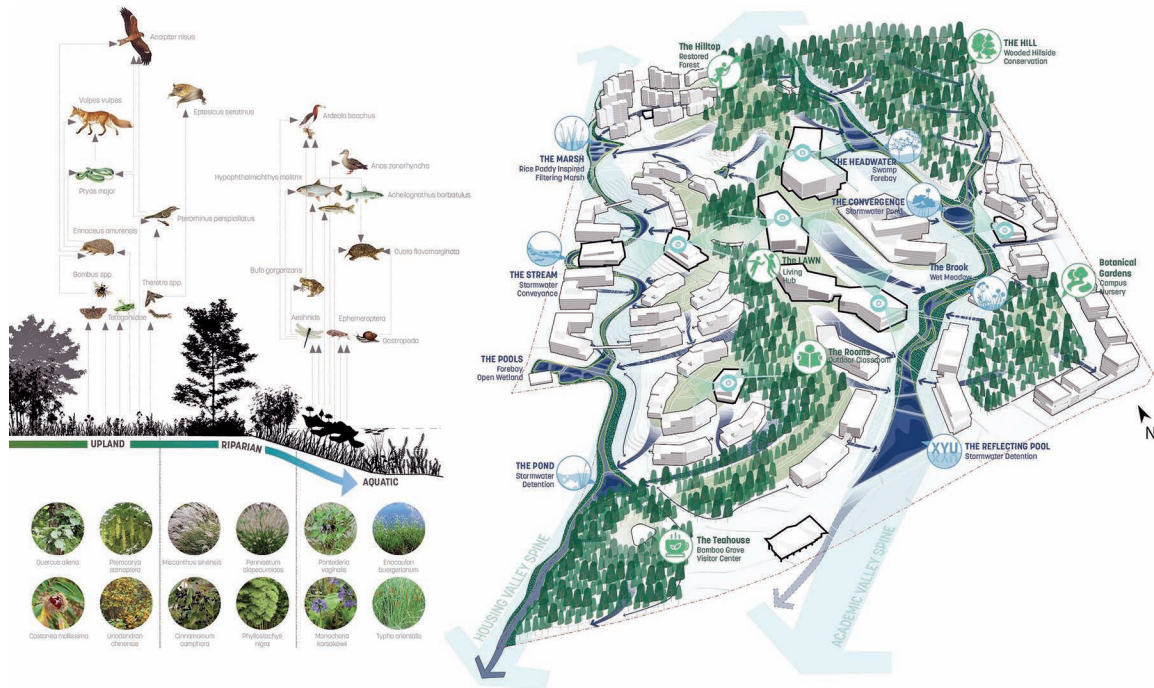 Accipiter nisus
Vulpes vulpes
Eptesicus serotinus
Ardeola bacchus
Anas zonorhyncha
Hypophthalmichthys molitrix
Acheilognathus barbatulus
Ptyas major
Pterorhinus perspicillatus
Erinaceus amurensis
Cuora flavomarginata
Bombus spp.
Theretra spp.
Bufo gargarizans
Tettigoniidae
Aeshnida
Ephemeroptera
Gastropoda
UPLAND
RIPARIAN
AQUATIC
Quercus aliena
Pterocarya
stenoptera
Miscanthus sinensis
Pennisetum
alopecuroides
Pontederia
vaginalis
Eriocaulon
buergerianum
Castanea mollissima
Liriodendron
chinense
Cinnamomum
camphora
Phyllostachys
nigra
Monochoria
korsakowii
Typha orientalis
The Hilltop
Restored
Forest
THE HILL
Wooded Hillside
Conservation
THE MARSH
Rice Paddy Inspired
Filtering Marsh
THE HEADWATER
Swamp
Forebay
THE CONVERGENCE
Stormwater Pond
THE STREAM
Stormwater
Conveyance
The LAWN
Living
Hub
The Brook
Wet Meadow
Botanical
Gardens
Campus
Nursery
THE POOLS
Forebay
Open Wetland
The Rooms
Outdoor Classroom
THE POND
Stormwater
Detention
XYU
THE REFLECTING POOL
Stormwater Detention
The Teahouse
Bamboo Grove
Visitor Center
HOUSING VALLEY SPINE
ACADEMIC VALLEY SPINE
N